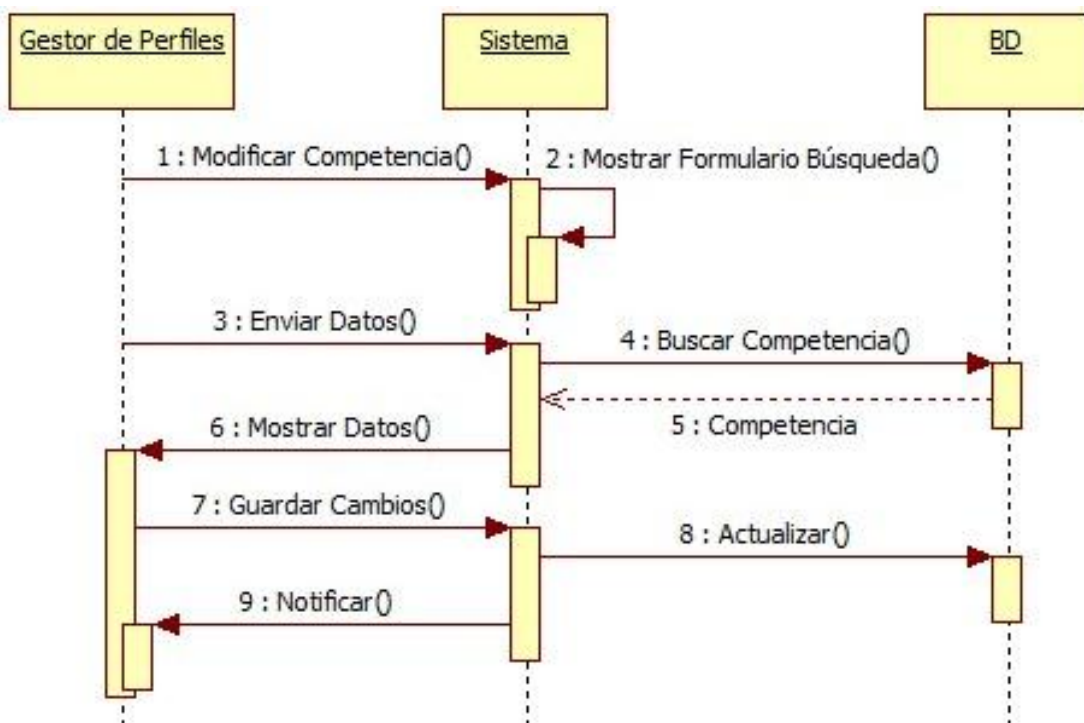 Gestor de Perfiles
Sistema
BD
1 : Modificar Competencia()
2 : Mostrar Formulario Búsqueda()
3 : Enviar Datos()
4 : Buscar Competencia()
5 : Competencia
6 : Mostrar Datos()
7 : Guardar Cambios()
8 : Actualizar()
9 : Notificar()